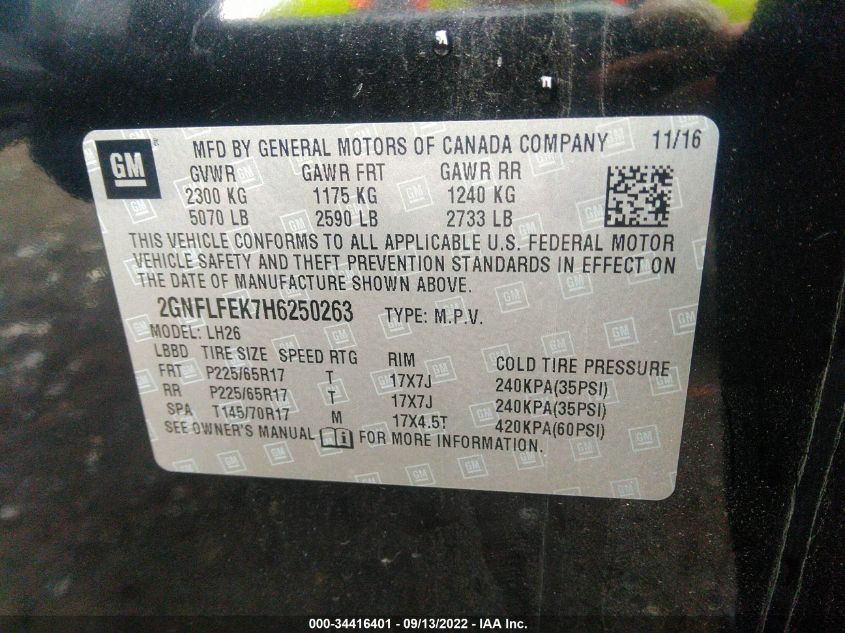 GM
MFD BY GENERAL MOTORS OF CANADA COMPANY 11/16
GVWR GAWR FRT GAWR RR
2300 KG 1175 KG 1240 KG
5070 LB 2590 LB 2733 LB
THIS VEHICLE CONFORMS TO ALL APPLICABLE U.S. FEDERAL MOTOR
VEHICLE SAFETY AND THEFT PREVENTION STANDARDS IN EFFECT ON
THE DATE OF MANUFACTURE SHOWN ABOVE.
2GNFLFEK7H6250263 TYPE: M.P.V.
MODEL: LH26
LBBD TIRE SIZE SPEED RTG RIM COLD TIRE PRESSURE
FRT P225/65R17 T 17X7J 240KPA(35PSI)
RR P225/65R17 T 17X7J 240KPA(35PSI)
SPA T145/70R17 M 17X4.5T 420KPA(60PSI)
SEE OWNER'S MANUAL FOR MORE INFORMATION.
000-34416401 - 09/13/2022 - IAA Inc.